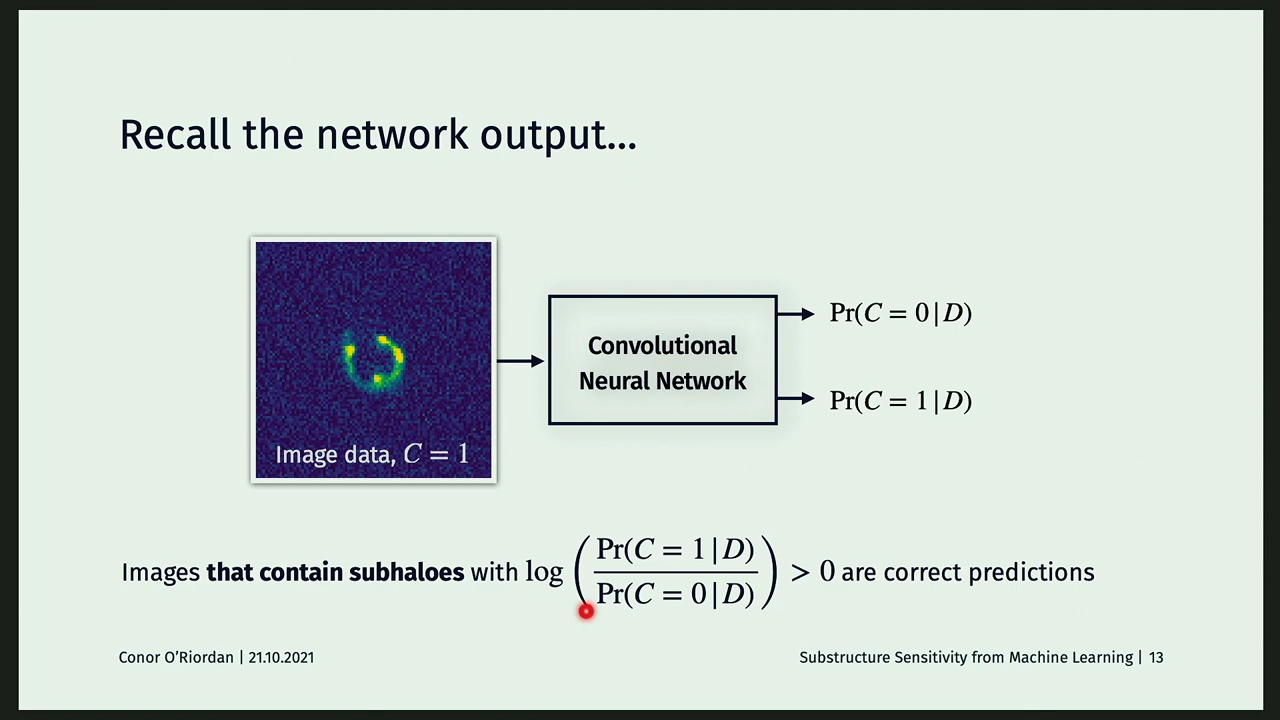 Recall the network output...
Image data, C = 1
Convolutional
Neural Network
Pr(C = 0 | D)
Pr(C = 1 | D)
Images that contain subhaloes with log (Pr(C = 1 | D) / Pr(C = 0 | D)) > 0 are correct predictions
Conor O'Riordan | 21.10.2021
Substructure Sensitivity from Machine Learning | 13